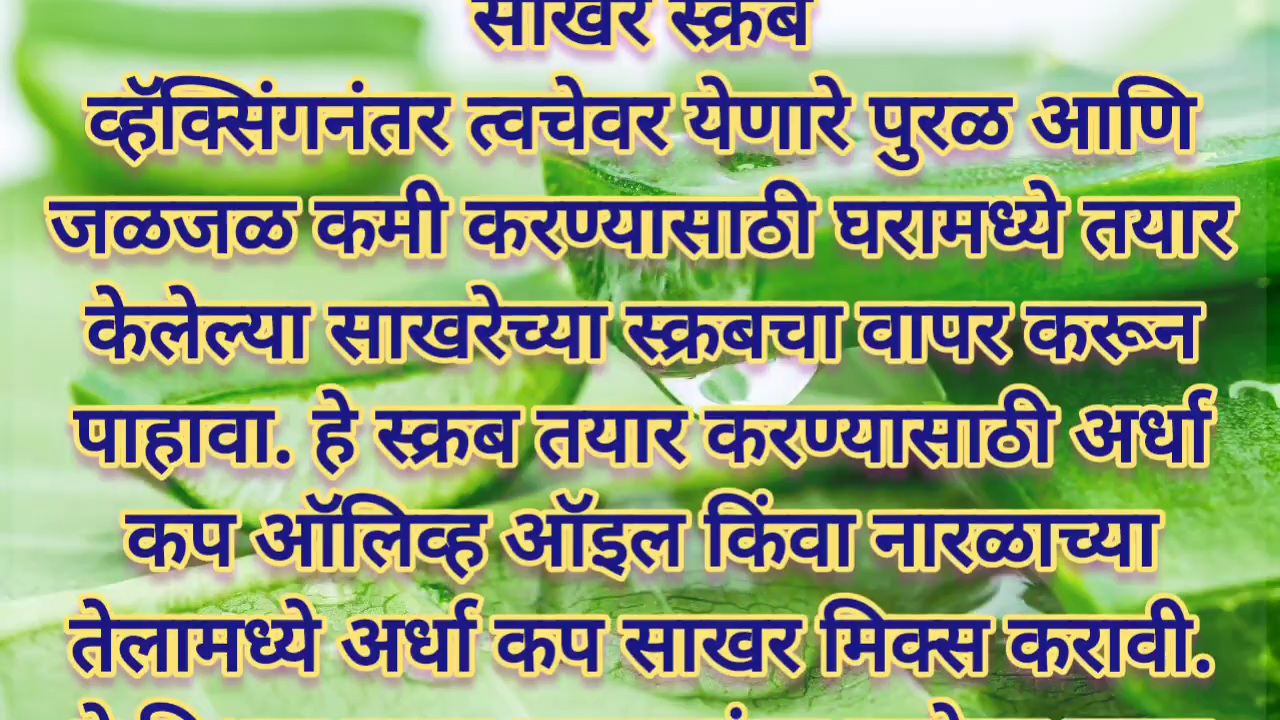 साखर स्क्रब
व्हॅक्सिंगनंतर त्वचेवर येणारे पुरळ आणि
जळजळ कमी करण्यासाठी घरामध्ये तयार
केलेल्या साखरेच्या स्क्रबचा वापर करून
पाहावा. हे स्क्रब तयार करण्यासाठी अर्धा
कप ऑलिव्ह ऑइल किंवा नारळाच्या
तेलामध्ये अर्धा कप साखर मिक्स करावी.